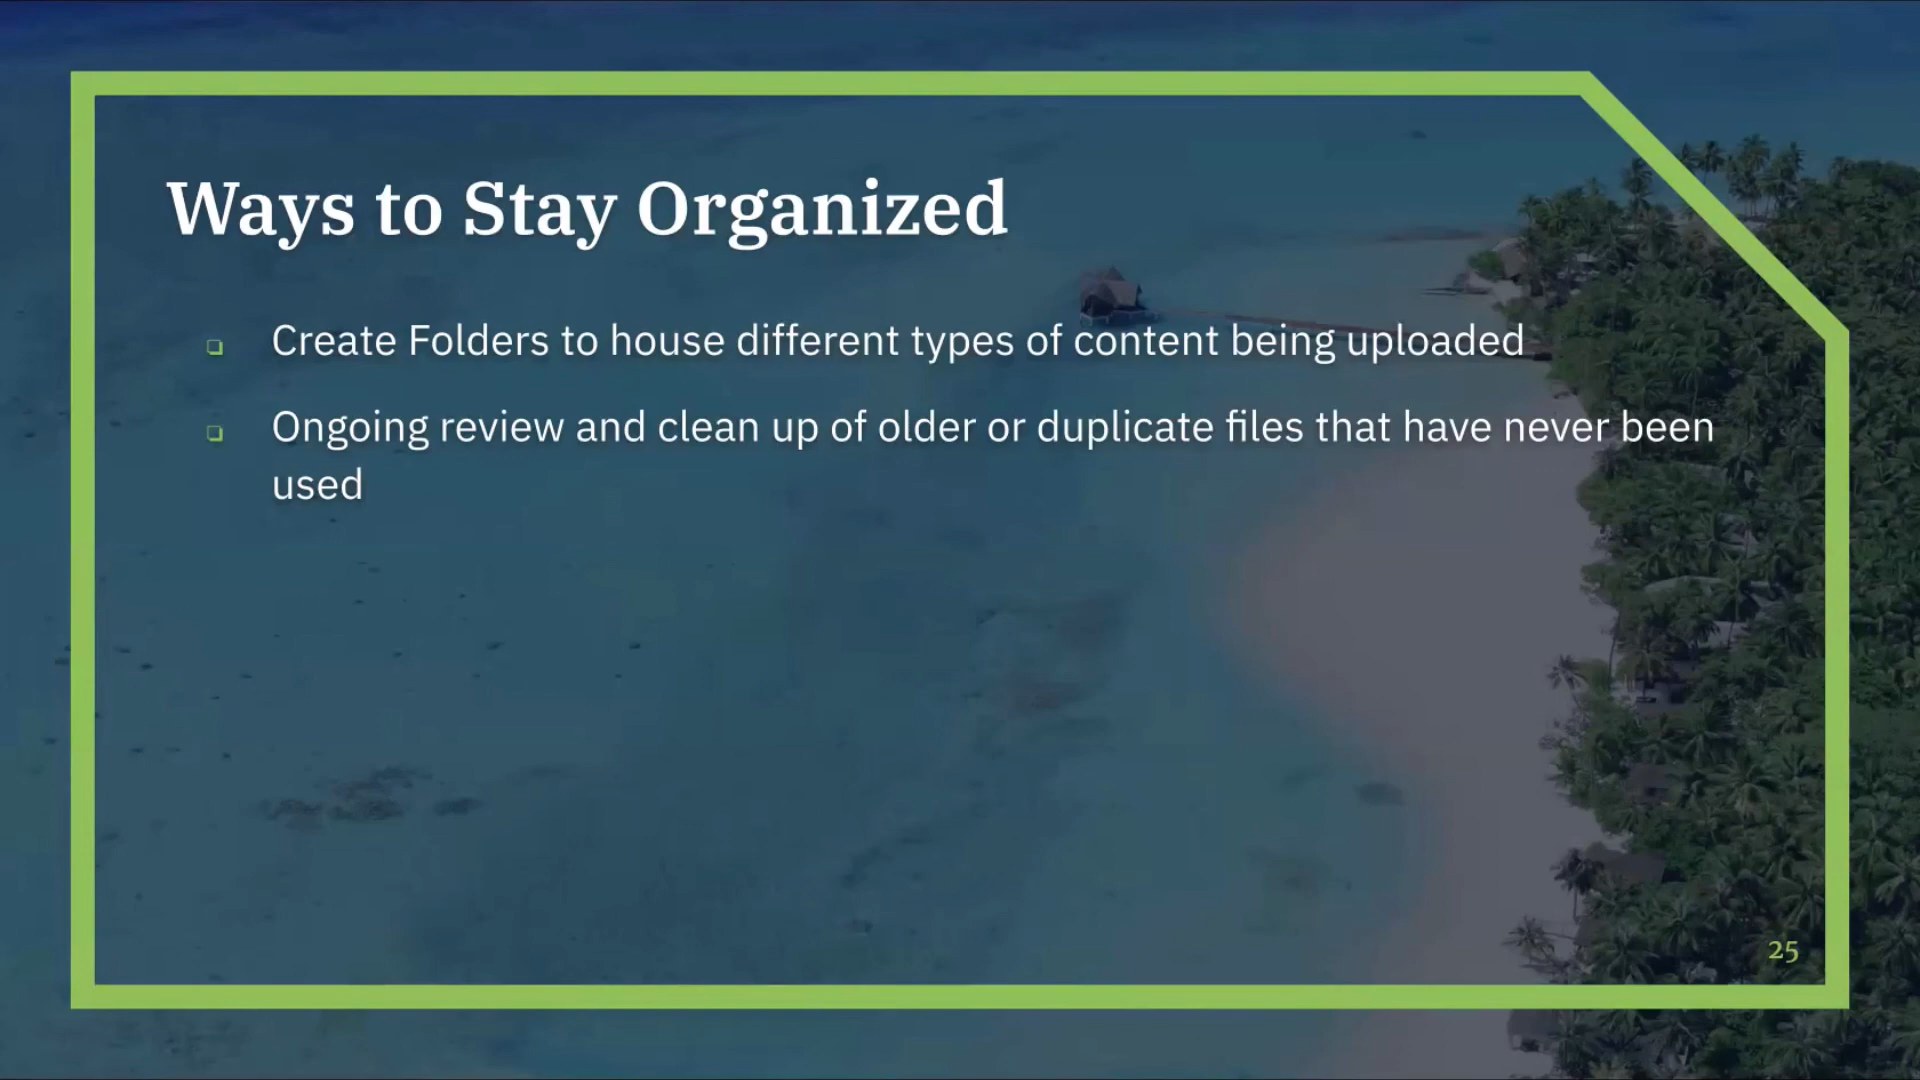 Ways to Stay Organized
Create Folders to house different types of content being uploaded
Ongoing review and clean up of older or duplicate files that have never been
used
25